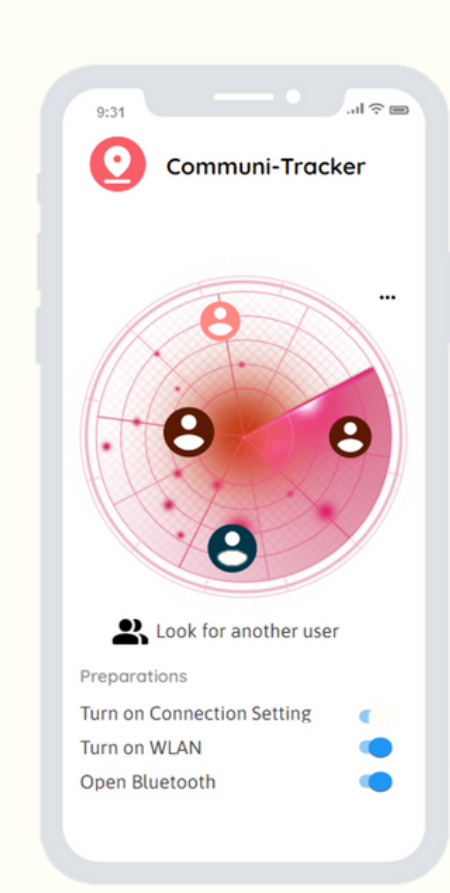 9:31
Communi-Tracker
...
Look for another user
Preparations
Turn on Connection Setting
Turn on WLAN
Open Bluetooth